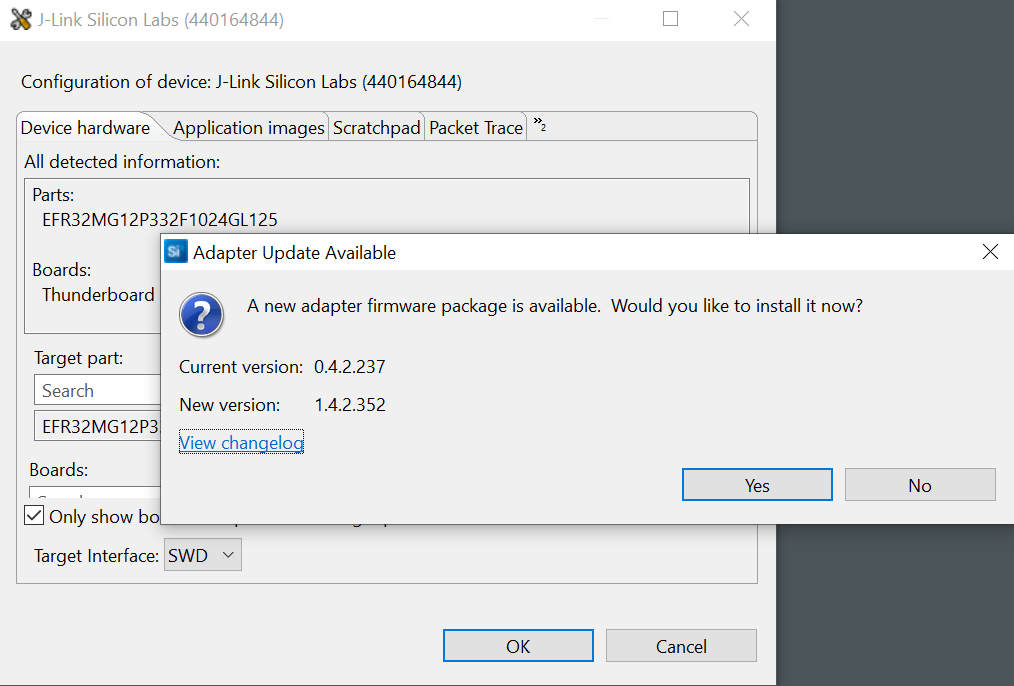 J-Link Silicon Labs (440164844)
Configuration of device: J-Link Silicon Labs (440164844)
Device hardware Application images Scratchpad Packet Trace »2
All detected information:
Parts:
EFR32MG12P332F1024GL125
Si Adapter Update Available
Boards:
Thunderboard
? A new adapter firmware package is available. Would you like to install it now?
Target part:
Current version: 0.4.2.237
Search
New version: 1.4.2.352
EFR32MG12P3
View changelog
Boards:
Yes No
Only show bo
Target Interface: SWD
OK Cancel